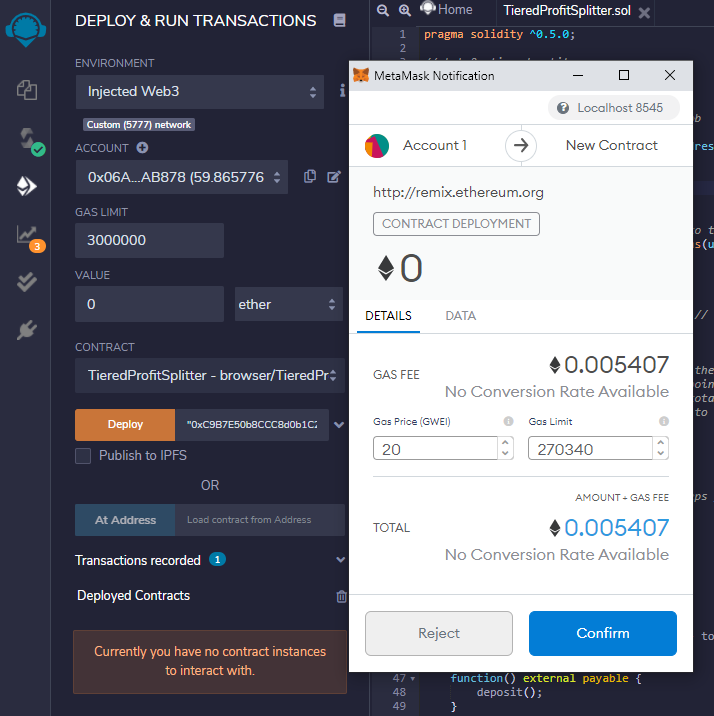 DEPLOY & RUN TRANSACTIONS
ENVIRONMENT
Injected Web3
Custom (5777) network
ACCOUNT
0x06A...AB878 (59.865776
GAS LIMIT
3000000
VALUE
0
ether
CONTRACT
TieredProfitSplitter - browser/TieredPr
Deploy
"0xC9B7E50b8CCC8d0b1C2
Publish to IPFS
OR
At Address
Load contract from Address
Transactions recorded 1
Deployed Contracts
Currently you have no contract instances
to interact with.
3
Home
TieredProfitSplitter.sol
1 pragma solidity ^0.5.0;
2
MetaMask Notification
Localhost 8545
Account 1
New Contract
http://remix.ethereum.org
CONTRACT DEPLOYMENT
0
DETAILS
DATA
GAS FEE
0.005407
No Conversion Rate Available
Gas Price (GWEI)
Gas Limit
20
270340
AMOUNT + GAS FEE
TOTAL
0.005407
No Conversion Rate Available
Reject
Confirm
47 function() external payable {
48 deposit();
49 }